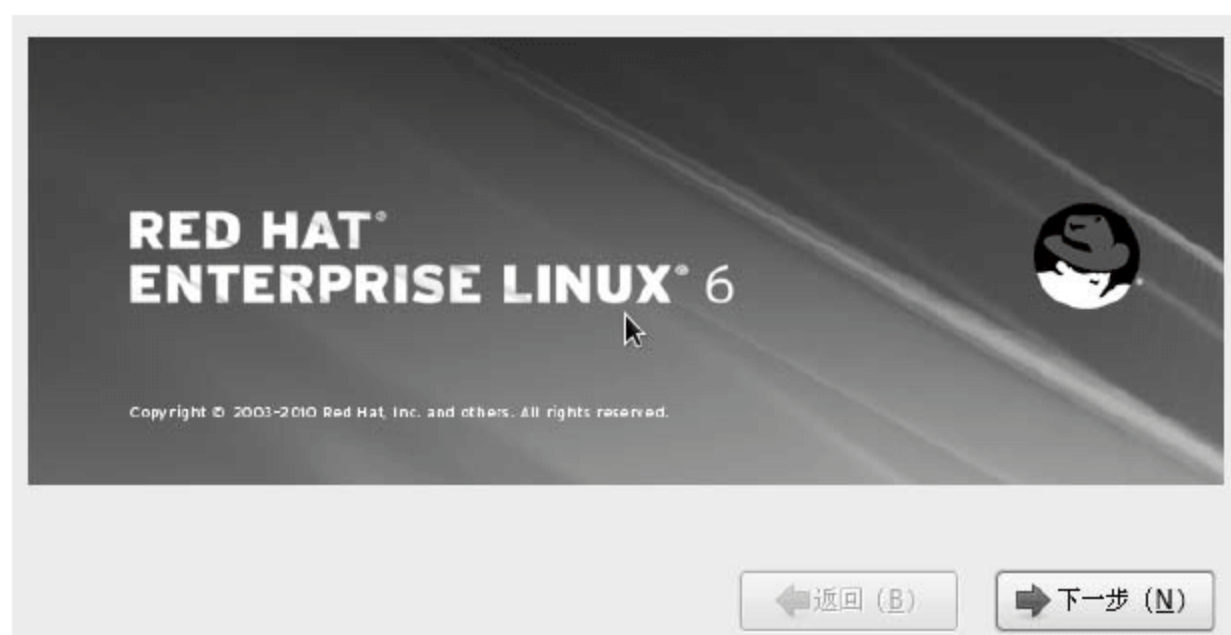 RED HAT®
ENTERPRISE LINUX® 6
Copyright © 2003-2010 Red Hat, Inc. and others. All rights reserved.
返回（B）
下一步（N）